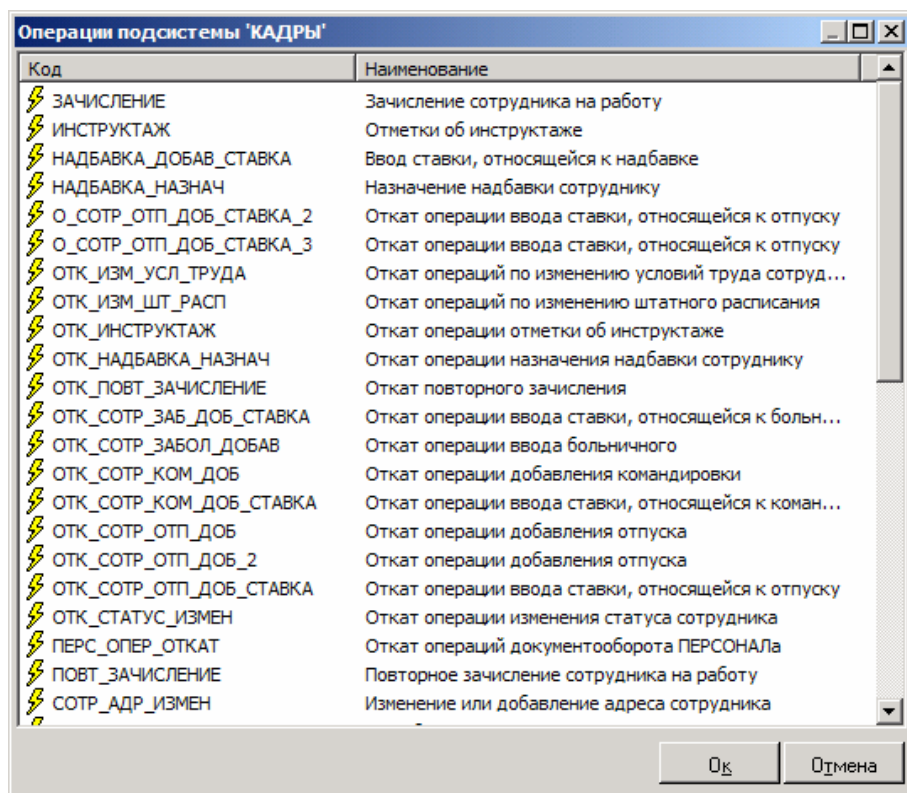 Операции подсистемы 'КАДРЫ'
Код Наименование
ЗАЧИСЛЕНИЕ Зачисление сотрудника на работу
ИНСТРУКТАЖ Отметки об инструктаже
НАДБАВКА_ДОБАВ_СТАВКА Ввод ставки, относящейся к надбавке
НАДБАВКА_НАЗНАЧ Назначение надбавки сотруднику
О_СОТР_ОТП_ДОБ_СТАВКА_2 Откат операции ввода ставки, относящейся к отпуску
О_СОТР_ОТП_ДОБ_СТАВКА_3 Откат операции ввода ставки, относящейся к отпуску
ОТК_ИЗМ_УСЛ_ТРУДА Откат операций по изменению условий труда сотруд...
ОТК_ИЗМ_ШТ_РАСП Откат операций по изменению штатного расписания
ОТК_ИНСТРУКТАЖ Откат операции отметки об инструктаже
ОТК_НАДБАВКА_НАЗНАЧ Откат операции назначения надбавки сотруднику
ОТК_ПОВТ_ЗАЧИСЛЕНИЕ Откат повторного зачисления
ОТК_СОТР_ЗАБ_ДОБ_СТАВКА Откат операции ввода ставки, относящейся к больн...
ОТК_СОТР_ЗАБОЛ_ДОБАВ Откат операции ввода больничного
ОТК_СОТР_КОМ_ДОБ Откат операции добавления командировки
ОТК_СОТР_КОМ_ДОБ_СТАВКА Откат операции ввода ставки, относящейся к коман...
ОТК_СОТР_ОТП_ДОБ Откат операции добавления отпуска
ОТК_СОТР_ОТП_ДОБ_2 Откат операции добавления отпуска
ОТК_СОТР_ОТП_ДОБ_СТАВКА Откат операции ввода ставки, относящейся к отпуску
ОТК_СТАТУС_ИЗМЕН Откат операции изменения статуса сотрудника
ПЕРС_ОПЕР_ОТКАТ Откат операций документооборота ПЕРСОНАЛа
ПОВТ_ЗАЧИСЛЕНИЕ Повторное зачисление сотрудника на работу
СОТР_АДР_ИЗМЕН Изменение или добавление адреса сотрудника
Ок Отмена